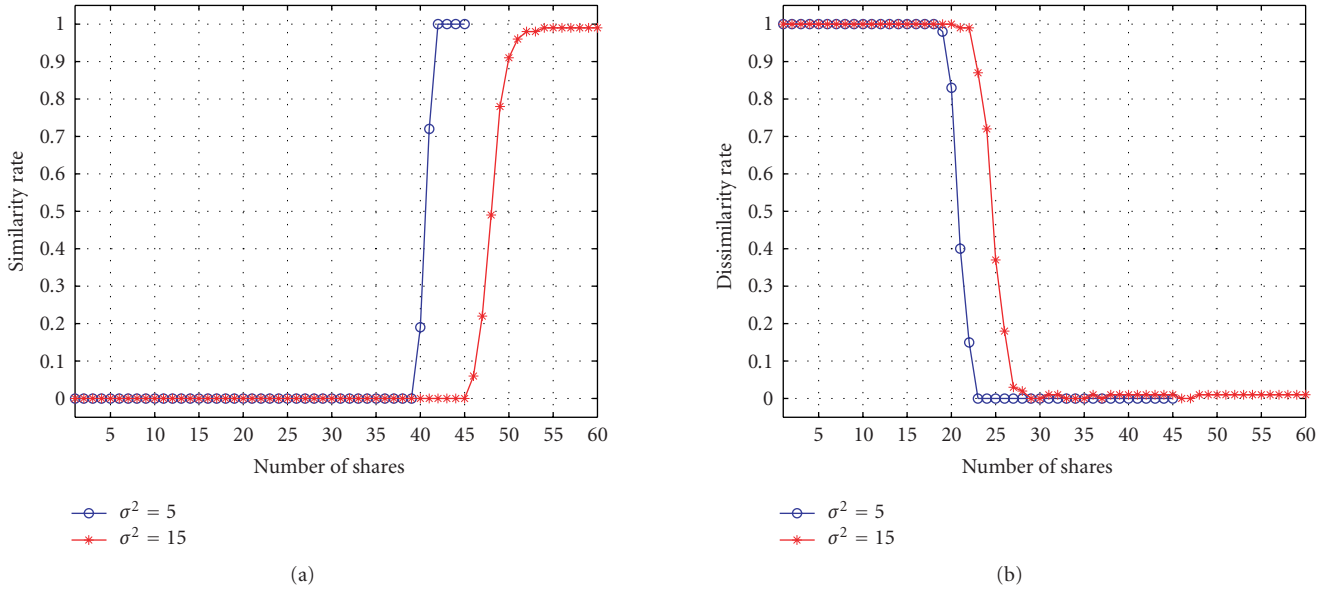 1
0.9
0.8
0.7
0.6
0.5
0.4
0.3
0.2
0.1
0
Similarity rate
5 10 15 20 25 30 35 40 45 50 55 60
Number of shares
σ² = 5
σ² = 15
(a)
1
0.9
0.8
0.7
0.6
0.5
0.4
0.3
0.2
0.1
0
Dissimilarity rate
5 10 15 20 25 30 35 40 45 50 55 60
Number of shares
σ² = 5
σ² = 15
(b)